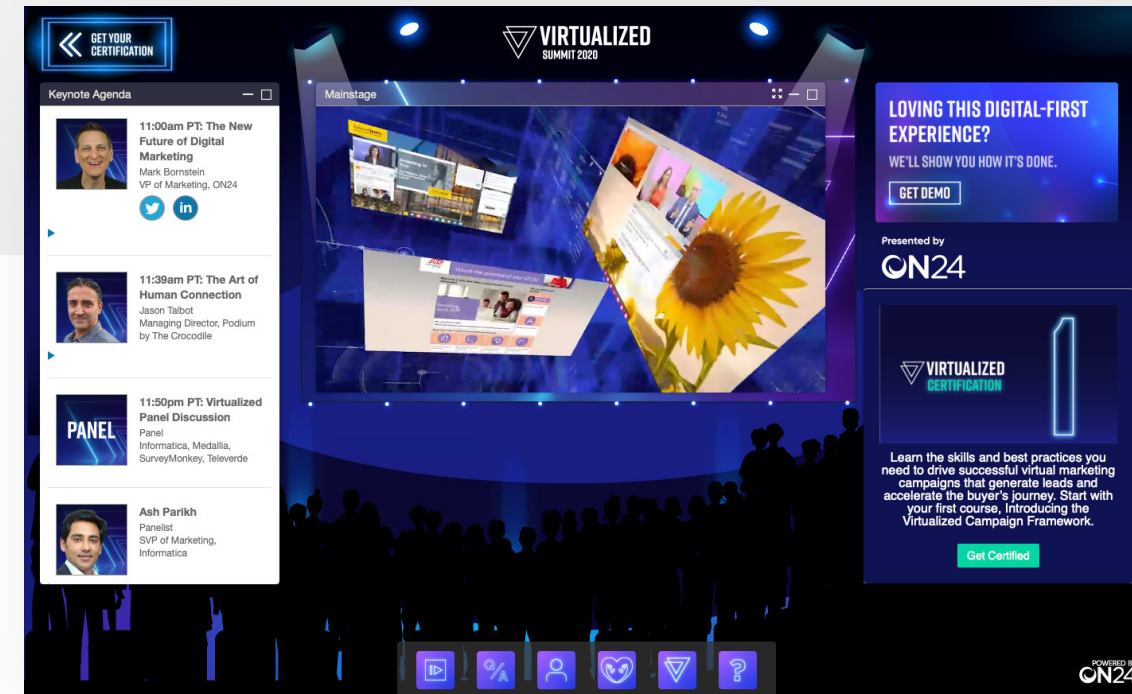 GET YOUR
CERTIFICATION
VIRTUALIZED
SUMMIT 2020
Keynote Agenda
11:00am PT: The New
Future of Digital
Marketing
Mark Bornstein
VP of Marketing, ON24
11:39am PT: The Art of
Human Connection
Jason Talbot
Managing Director, Podium
by The Crocodile
PANEL
11:50pm PT: Virtualized
Panel Discussion
Panel
Informatica, Medallia,
SurveyMonkey, Televerde
Ash Parikh
Panelist
SVP of Marketing,
Informatica
Mainstage
LOVING THIS DIGITAL-FIRST
EXPERIENCE?
WE'LL SHOW YOU HOW IT'S DONE.
GET DEMO
Presented by
ON24
VIRTUALIZED
CERTIFICATION
1
Learn the skills and best practices you
need to drive successful virtual marketing
campaigns that generate leads and
accelerate the buyer's journey. Start with
your first course, Introducing the
Virtualized Campaign Framework.
Get Certified
Q/A
?
POWERED B
ON24